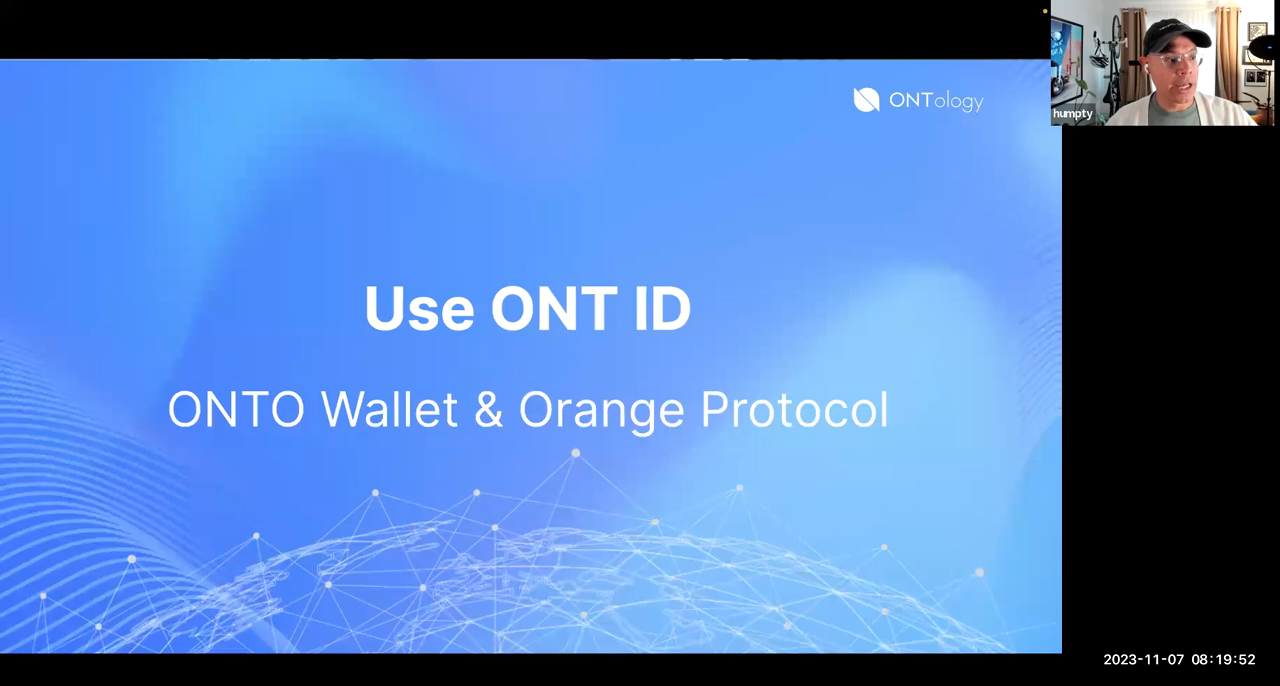 ONTology
humpty
Use ONT ID
ONTO Wallet & Orange Protocol
2023-11-07 08:19:52